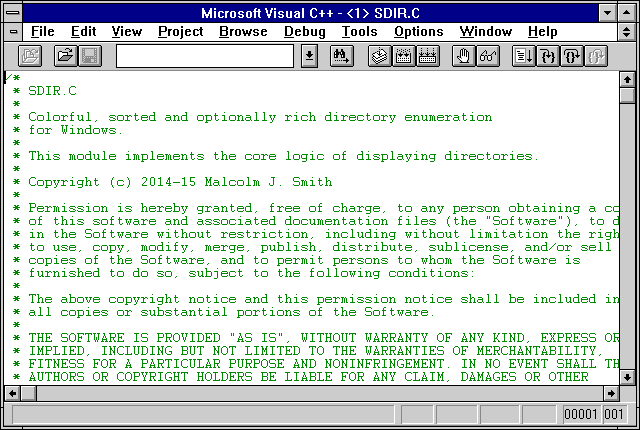 Microsoft Visual C++ - <1> SDIR.C
File Edit View Project Browse Debug Tools Options Window Help
/*
* SDIR.C
*
* Colorful, sorted and optionally rich directory enumeration
* for Windows.
*
* This module implements the core logic of displaying directories.
*
* Copyright (c) 2014-15 Malcolm J. Smith
*
* Permission is hereby granted, free of charge, to any person obtaining a co
* of this software and associated documentation files (the "Software"), to d
* in the Software without restriction, including without limitation the righ
* to use, copy, modify, merge, publish, distribute, sublicense, and/or sell
* copies of the Software, and to permit persons to whom the Software is
* furnished to do so, subject to the following conditions:
*
* The above copyright notice and this permission notice shall be included in
* all copies or substantial portions of the Software.
*
* THE SOFTWARE IS PROVIDED "AS IS", WITHOUT WARRANTY OF ANY KIND, EXPRESS OR
* IMPLIED, INCLUDING BUT NOT LIMITED TO THE WARRANTIES OF MERCHANTABILITY,
* FITNESS FOR A PARTICULAR PURPOSE AND NONINFRINGEMENT. IN NO EVENT SHALL TH
* AUTHORS OR COPYRIGHT HOLDERS BE LIABLE FOR ANY CLAIM, DAMAGES OR OTHER
00001 001